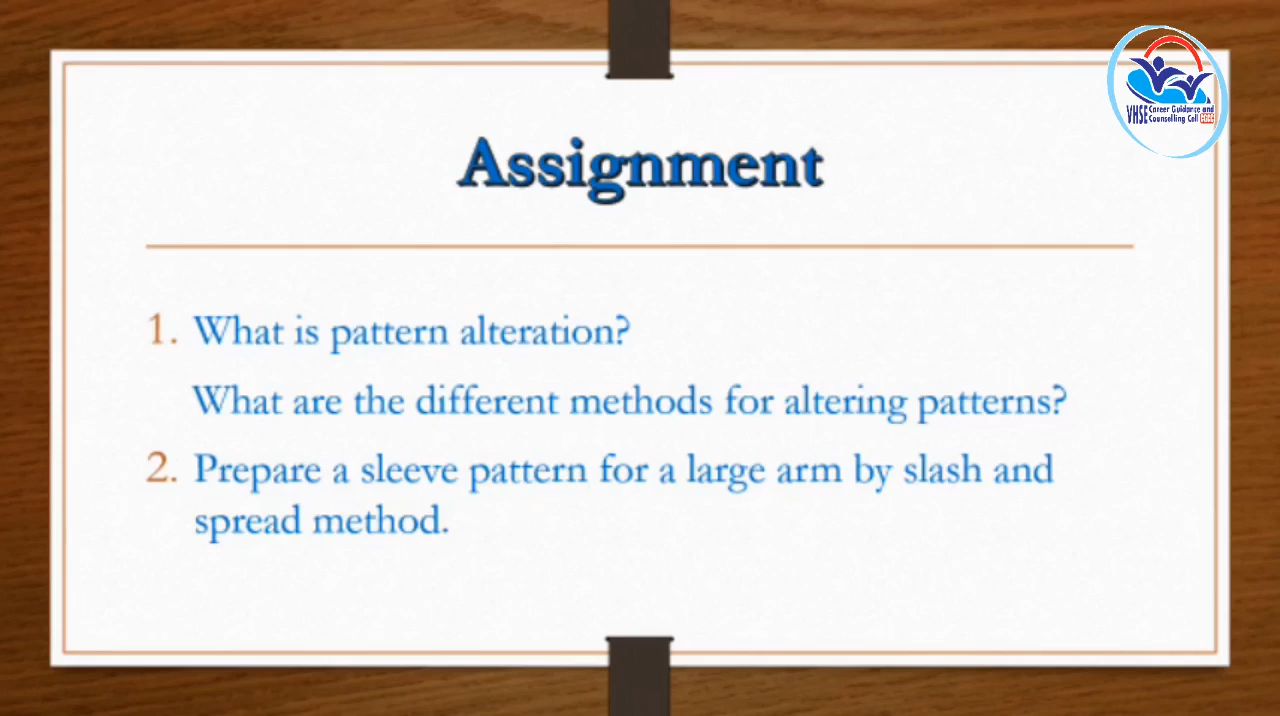 VHSE Career Guidance and
Counselling Cell
Assignment
1. What is pattern alteration?
What are the different methods for altering patterns?
2. Prepare a sleeve pattern for a large arm by slash and
spread method.